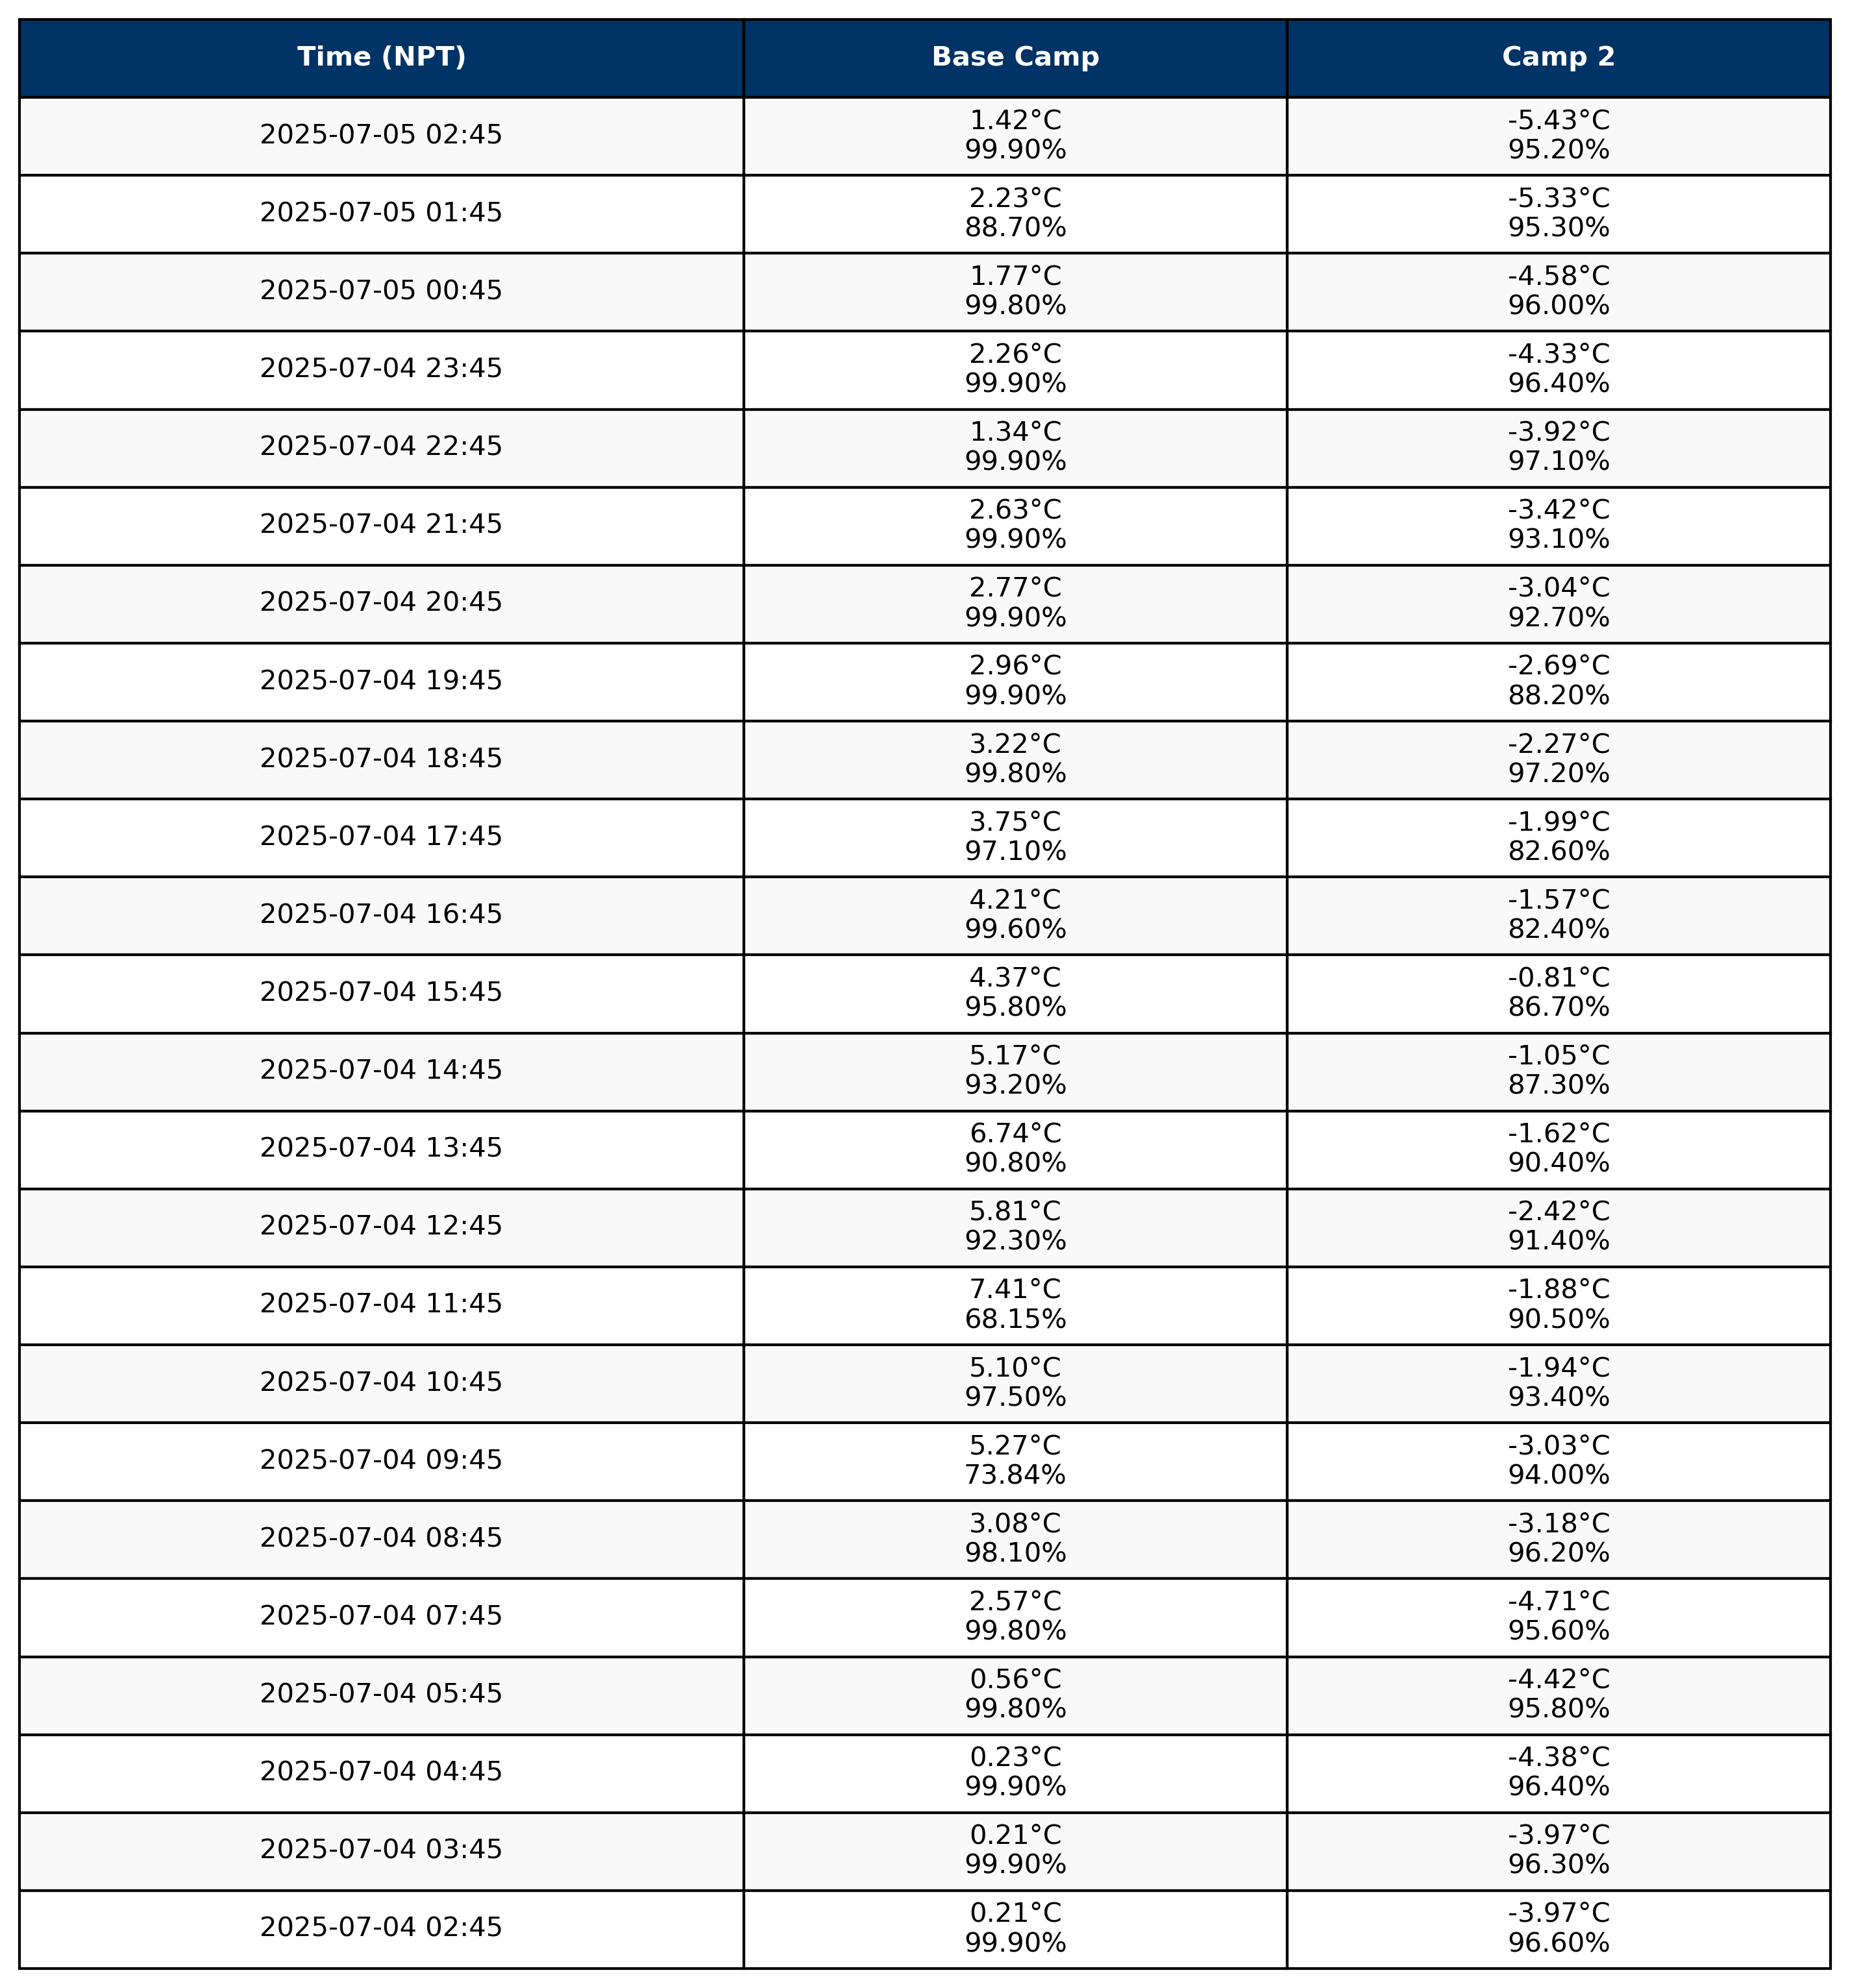 Time (NPT) Base Camp Camp 2
2025-07-05 02:45 1.42°C 99.90% -5.43°C 95.20%
2025-07-05 01:45 2.23°C 88.70% -5.33°C 95.30%
2025-07-05 00:45 1.77°C 99.80% -4.58°C 96.00%
2025-07-04 23:45 2.26°C 99.90% -4.33°C 96.40%
2025-07-04 22:45 1.34°C 99.90% -3.92°C 97.10%
2025-07-04 21:45 2.63°C 99.90% -3.42°C 93.10%
2025-07-04 20:45 2.77°C 99.90% -3.04°C 92.70%
2025-07-04 19:45 2.96°C 99.90% -2.69°C 88.20%
2025-07-04 18:45 3.22°C 99.80% -2.27°C 97.20%
2025-07-04 17:45 3.75°C 97.10% -1.99°C 82.60%
2025-07-04 16:45 4.21°C 99.60% -1.57°C 82.40%
2025-07-04 15:45 4.37°C 95.80% -0.81°C 86.70%
2025-07-04 14:45 5.17°C 93.20% -1.05°C 87.30%
2025-07-04 13:45 6.74°C 90.80% -1.62°C 90.40%
2025-07-04 12:45 5.81°C 92.30% -2.42°C 91.40%
2025-07-04 11:45 7.41°C 68.15% -1.88°C 90.50%
2025-07-04 10:45 5.10°C 97.50% -1.94°C 93.40%
2025-07-04 09:45 5.27°C 73.84% -3.03°C 94.00%
2025-07-04 08:45 3.08°C 98.10% -3.18°C 96.20%
2025-07-04 07:45 2.57°C 99.80% -4.71°C 95.60%
2025-07-04 05:45 0.56°C 99.80% -4.42°C 95.80%
2025-07-04 04:45 0.23°C 99.90% -4.38°C 96.40%
2025-07-04 03:45 0.21°C 99.90% -3.97°C 96.30%
2025-07-04 02:45 0.21°C 99.90% -3.97°C 96.60%